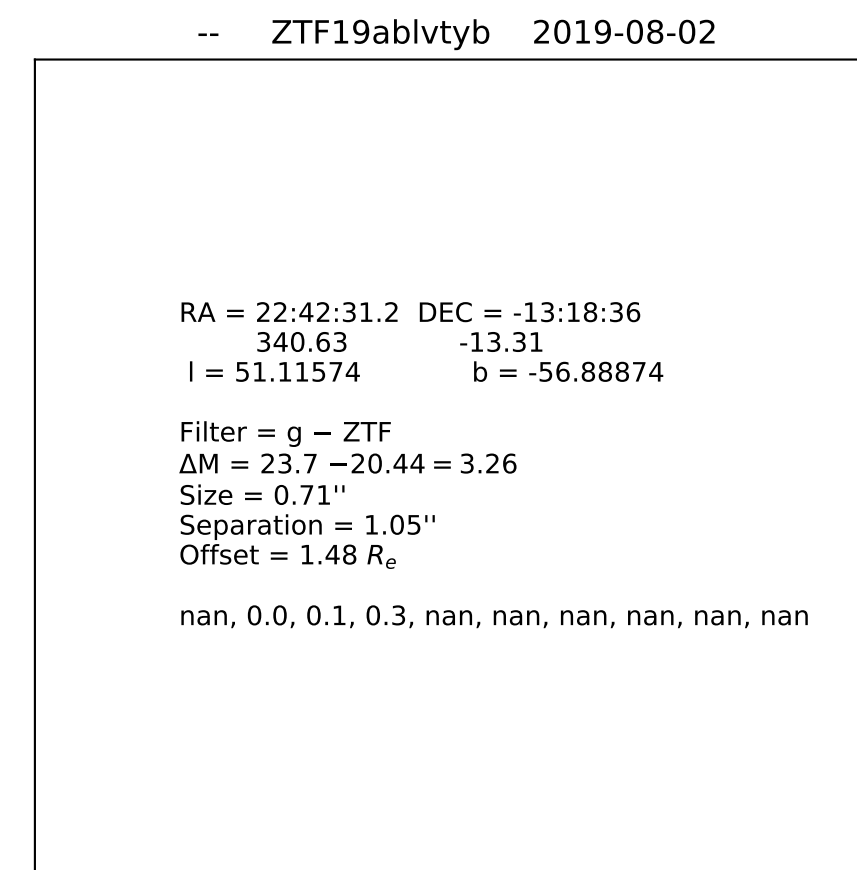 -- ZTF19ablvtyb 2019-08-02
RA = 22:42:31.2 DEC = -13:18:36
340.63 -13.31
l = 51.11574 b = -56.88874
Filter = g − ZTF
ΔM = 23.7 −20.44 = 3.26
Size = 0.71''
Separation = 1.05''
Offset = 1.48 Rₑ
nan, 0.0, 0.1, 0.3, nan, nan, nan, nan, nan, nan